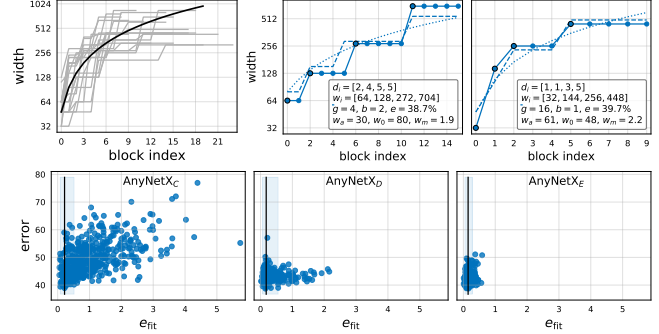 1024
512
256
128
64
32
width
0 3 6 9 12 15 18 21
block index
512
256
128
64
32
width
d_i = [2, 4, 5, 5]
w_i = [64, 128, 272, 704]
g = 4, b = 2, e = 38.7%
w_a = 30, w_0 = 80, w_m = 1.9
0 2 4 6 8 10 12 14
block index
512
256
128
64
32
width
d_i = [1, 1, 3, 5]
w_i = [32, 144, 256, 448]
g = 16, b = 1, e = 39.7%
w_a = 61, w_0 = 48, w_m = 2.2
0 1 2 3 4 5 6 7 8 9
block index
80
70
60
50
40
error
AnyNetX_C
0 1 2 3 4 5
e_fit
AnyNetX_D
0 1 2 3 4 5
e_fit
AnyNetX_E
0 1 2 3 4 5
e_fit